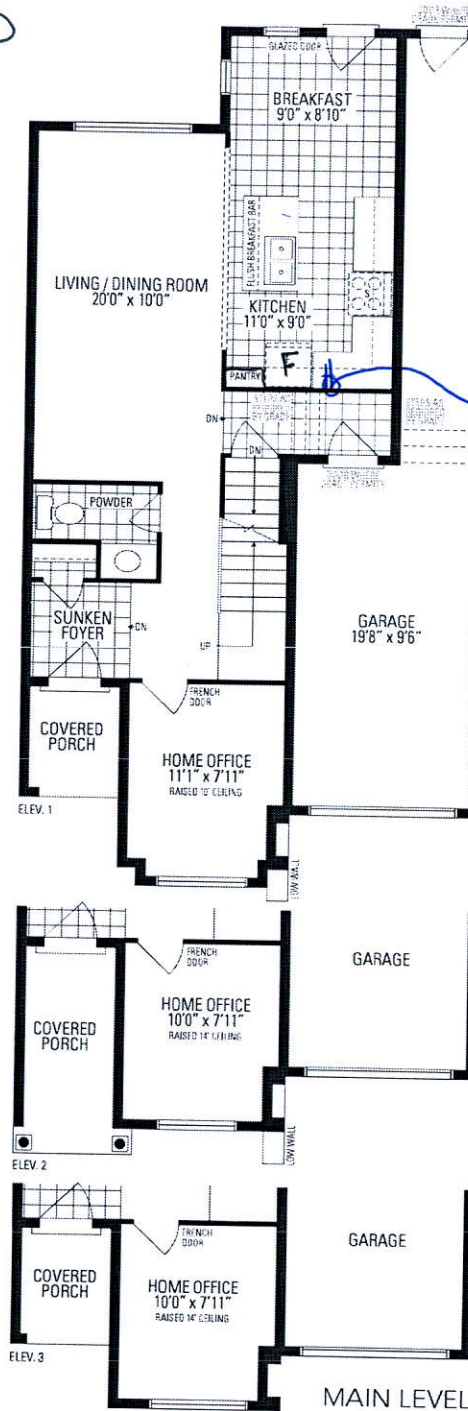 GLAZED DOOR
BREAKFAST
9'0" x 8'10"
FLUSH BREAKFAST BAR
LIVING / DINING ROOM
20'0" x 10'0"
KITCHEN
11'0" x 9'0"
S
F
PANTRY
DN
DN
POWDER
SUNKEN
FOYER
DN
UP
GARAGE
19'8" x 9'6"
FRENCH
DOOR
COVERED
PORCH
HOME OFFICE
11'1" x 7'11"
ELEV. 1
LOW WALL
FRENCH
DOOR
GARAGE
HOME OFFICE
10'0" x 7'11"
RAISED 14' CEILING
COVERED
PORCH
LOW WALL
ELEV. 2
FRENCH
DOOR
GARAGE
COVERED
PORCH
HOME OFFICE
10'0" x 7'11"
RAISED 14' CEILING
ELEV. 3
MAIN LEVEL